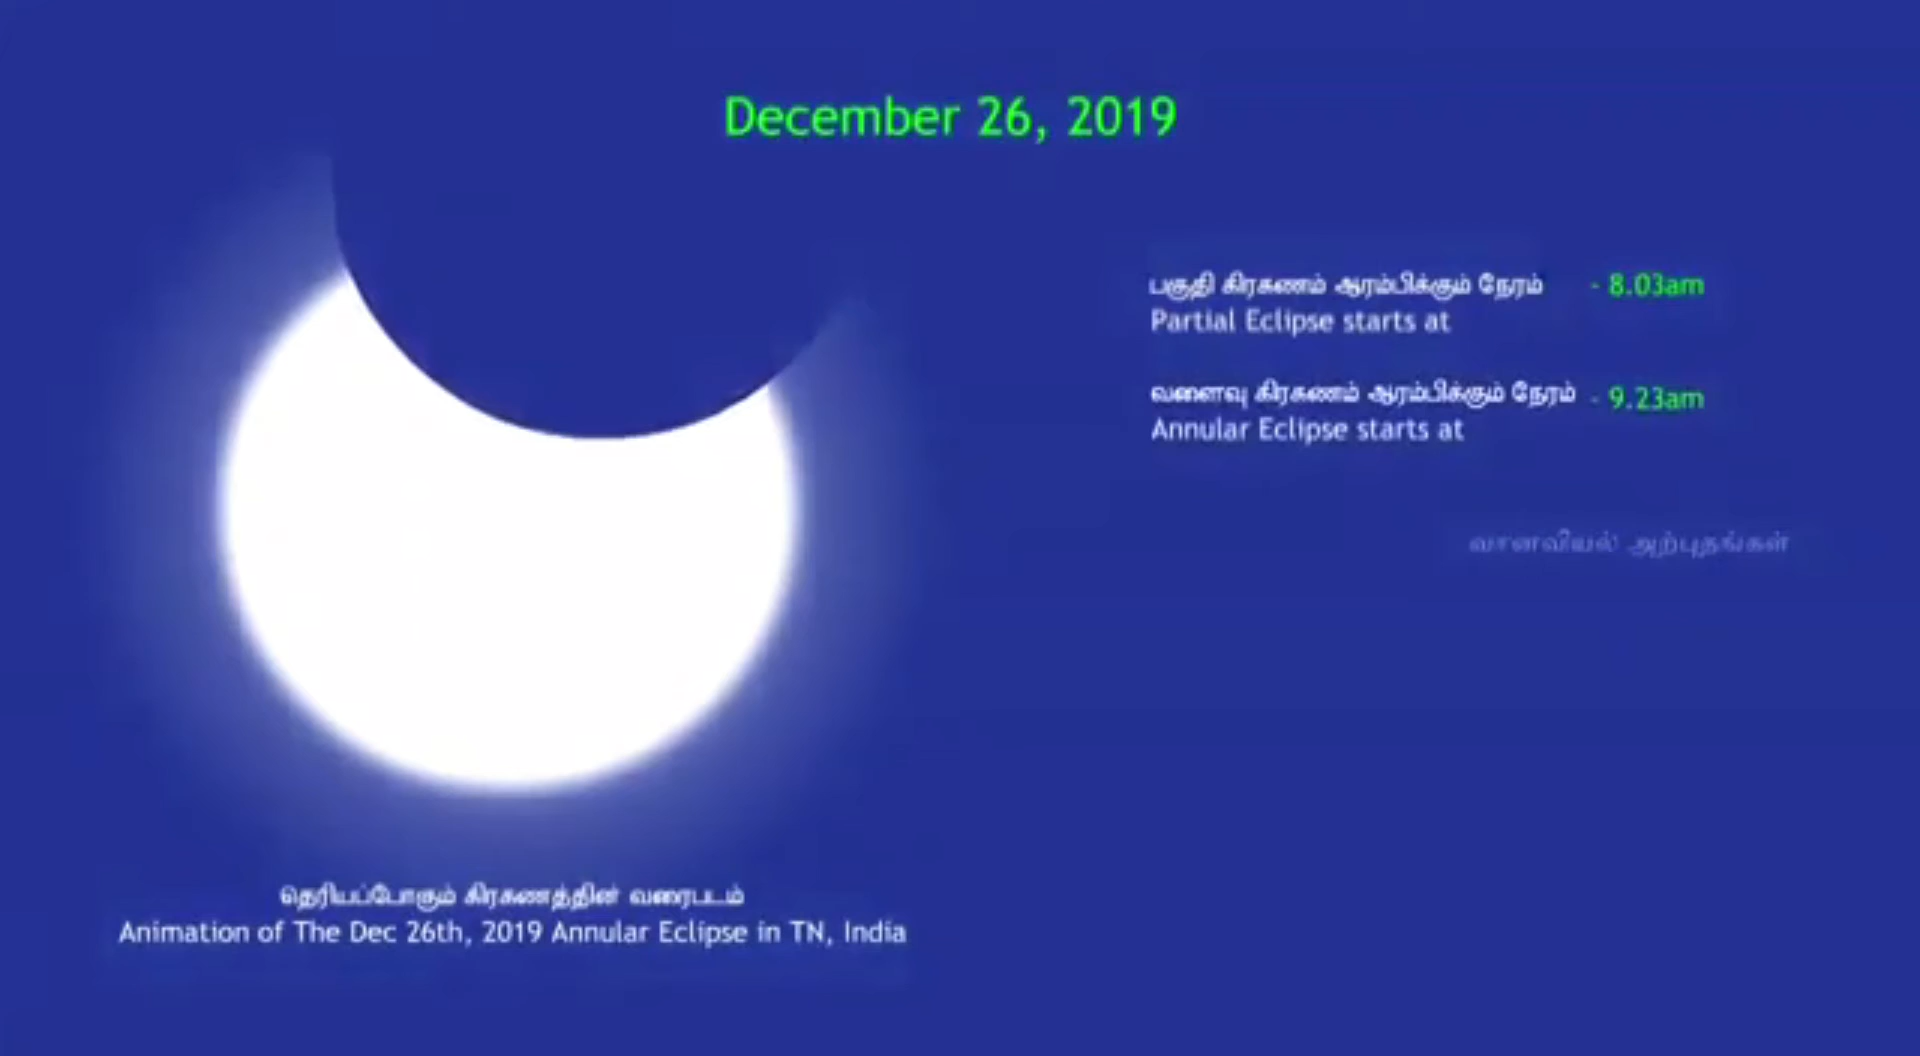 December 26, 2019
பகுதி கிரகணம் ஆரம்பிக்கும் நேரம் - 8.03am
Partial Eclipse starts at
வளைவு கிரகணம் ஆரம்பிக்கும் நேரம் - 9.23am
Annular Eclipse starts at
வானவியல் அற்புதங்கள்
தெரியப்போகும் கிரகணத்தின் வரைபடம்
Animation of The Dec 26th, 2019 Annular Eclipse in TN, India